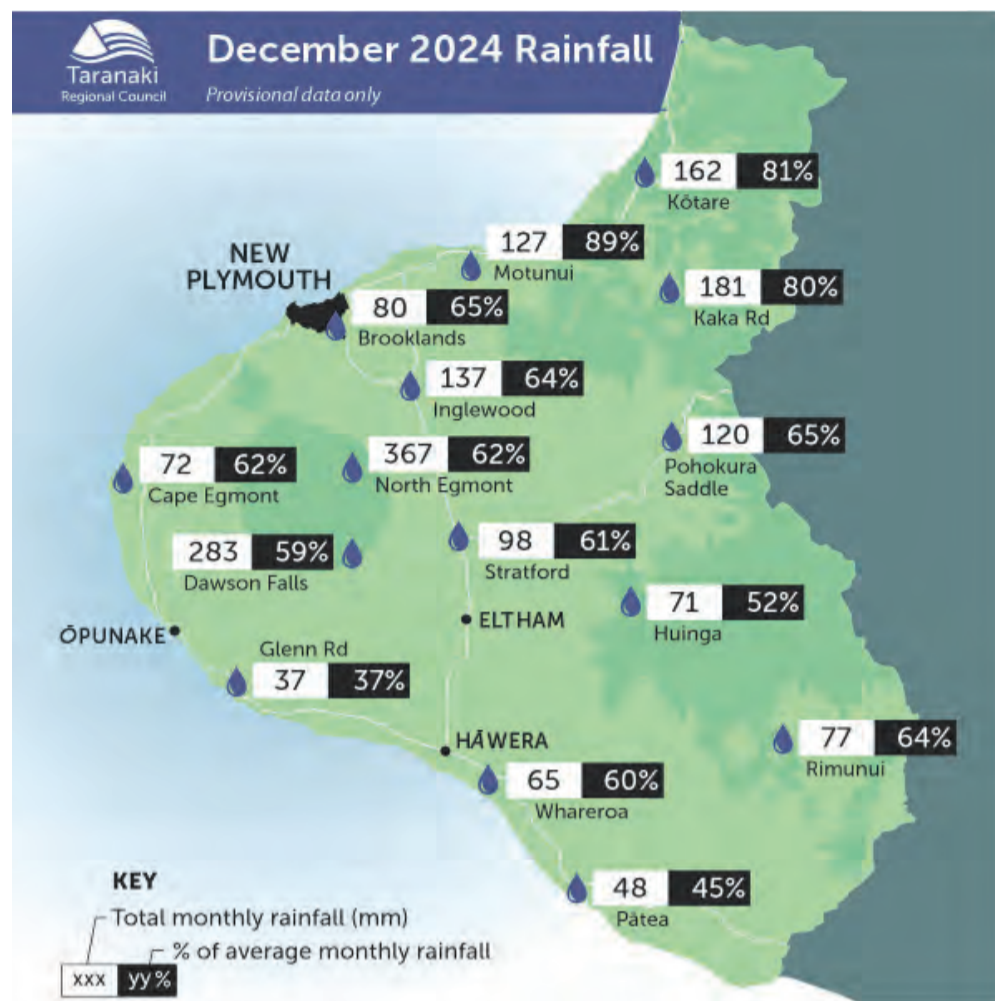 Taranaki
Regional Council
December 2024 Rainfall
Provisional data only
162 81%
Kōtare
127 89%
Motunui
NEW
PLYMOUTH
181 80%
Kaka Rd
80 65%
Brooklands
137 64%
Inglewood
120 65%
Pohokura
Saddle
72 62%
Cape Egmont
367 62%
North Egmont
98 61%
Stratford
283 59%
Dawson Falls
71 52%
Huinga
ELTHAM
ŌPUNAKE
Glenn Rd
37 37%
HĀWERA
77 64%
Rimunui
65 60%
Whareroa
48 45%
Pātea
KEY
Total monthly rainfall (mm)
% of average monthly rainfall
xxx yy%